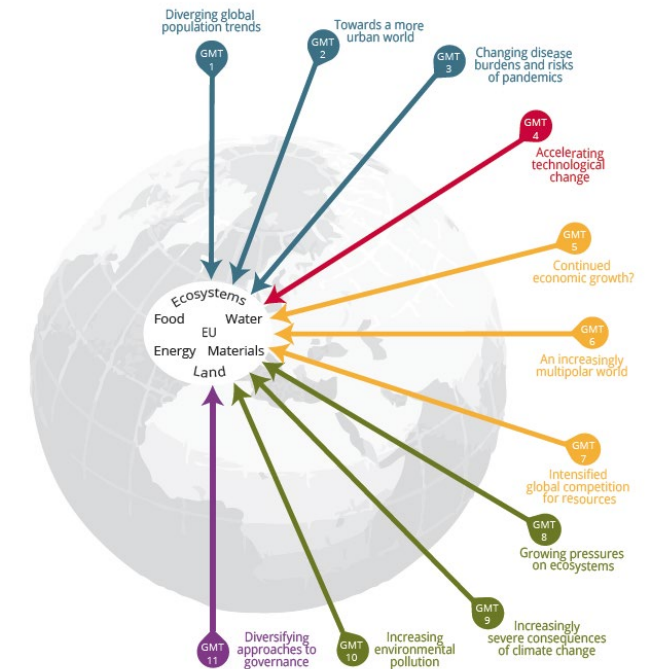 Diverging global
population trends
GMT
1
Towards a more
urban world
GMT
2
Changing disease
burdens and risks
of pandemics
GMT
3
GMT
4
Accelerating
technological
change
GMT
5
Continued
economic growth?
GMT
6
An increasingly
multipolar world
GMT
7
Intensified
global competition
for resources
GMT
8
Growing pressures
on ecosystems
GMT
9
Increasingly
severe consequences
of climate change
GMT
10
Increasing
environmental
pollution
GMT
11
Diversifying
approaches to
governance
Ecosystems
Food Water
EU
Energy Materials
Land